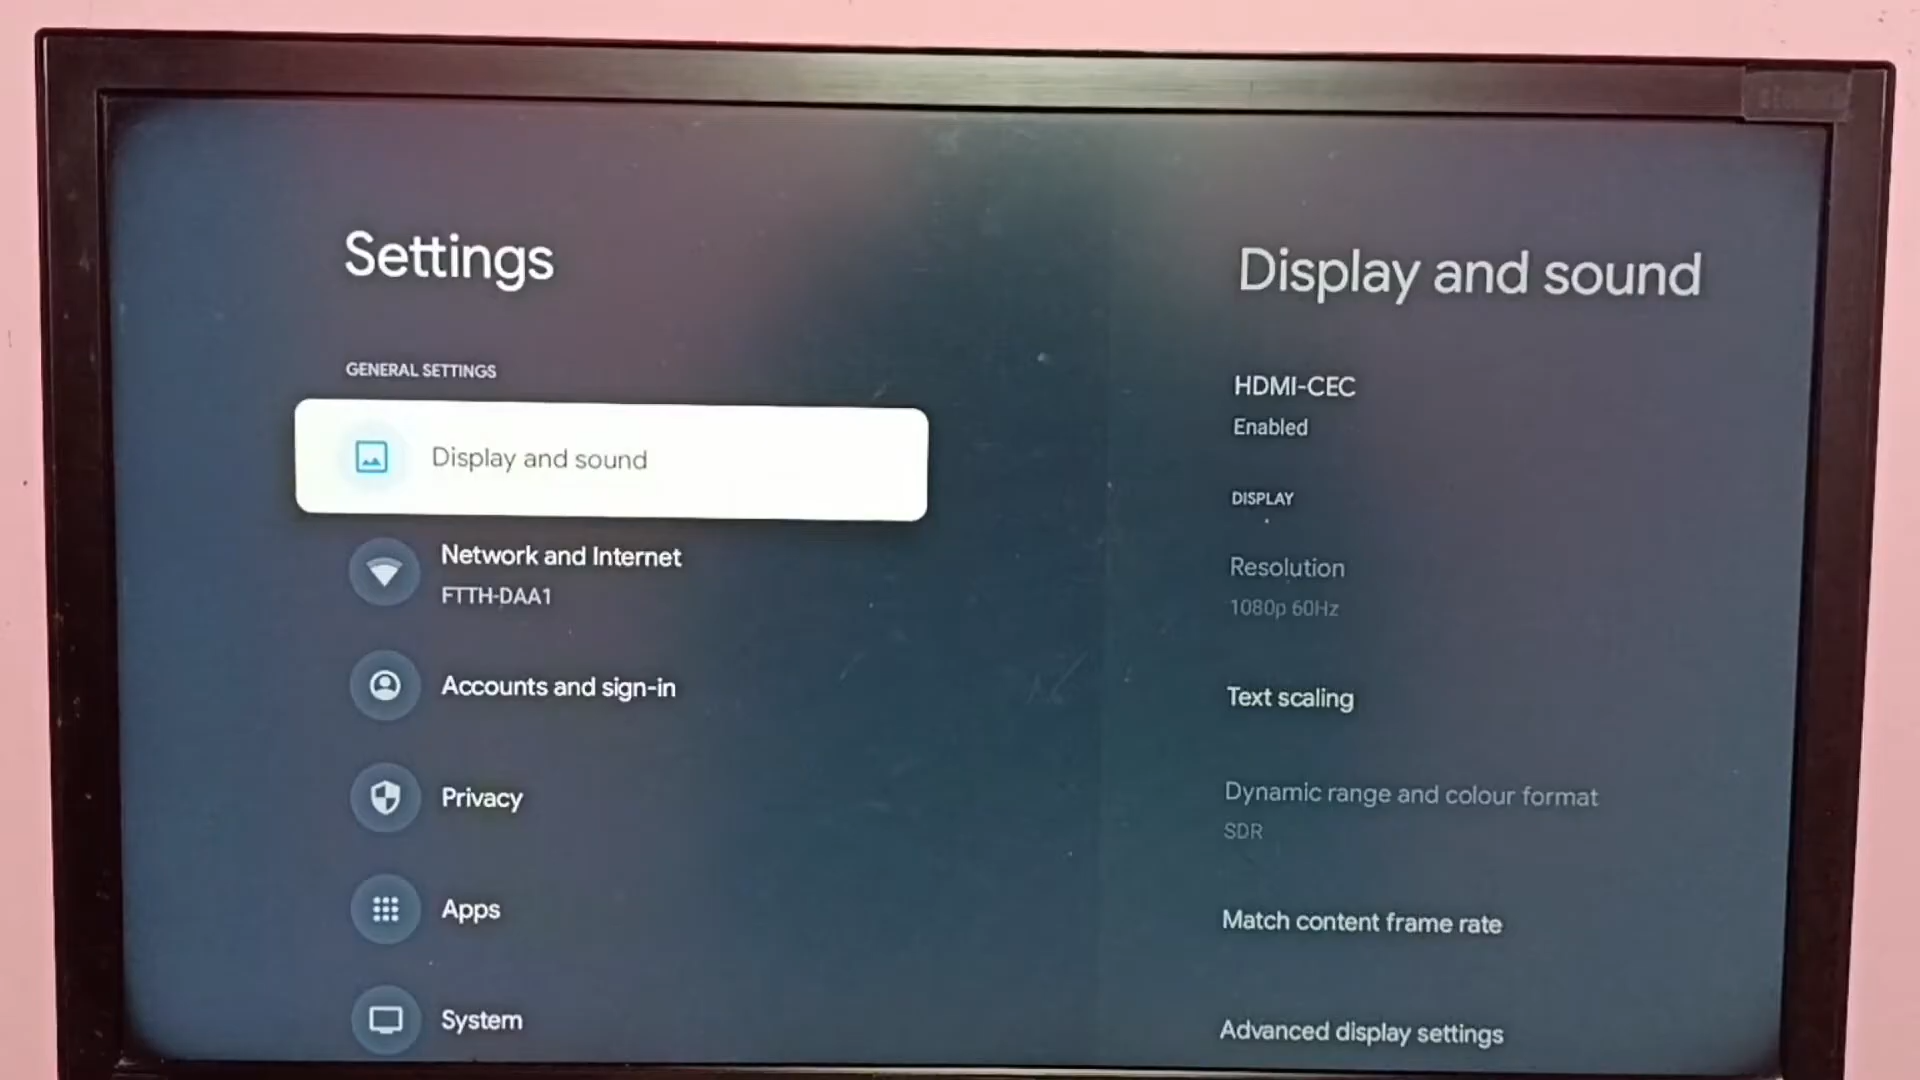 Settings
GENERAL SETTINGS
Display and sound
Network and Internet
FTTH-DAA1
Accounts and sign-in
Privacy
Apps
System
Display and sound
HDMI-CEC
Enabled
DISPLAY
Resolution
1080p 60Hz
Text scaling
Dynamic range and colour format
SDR
Match content frame rate
Advanced display settings